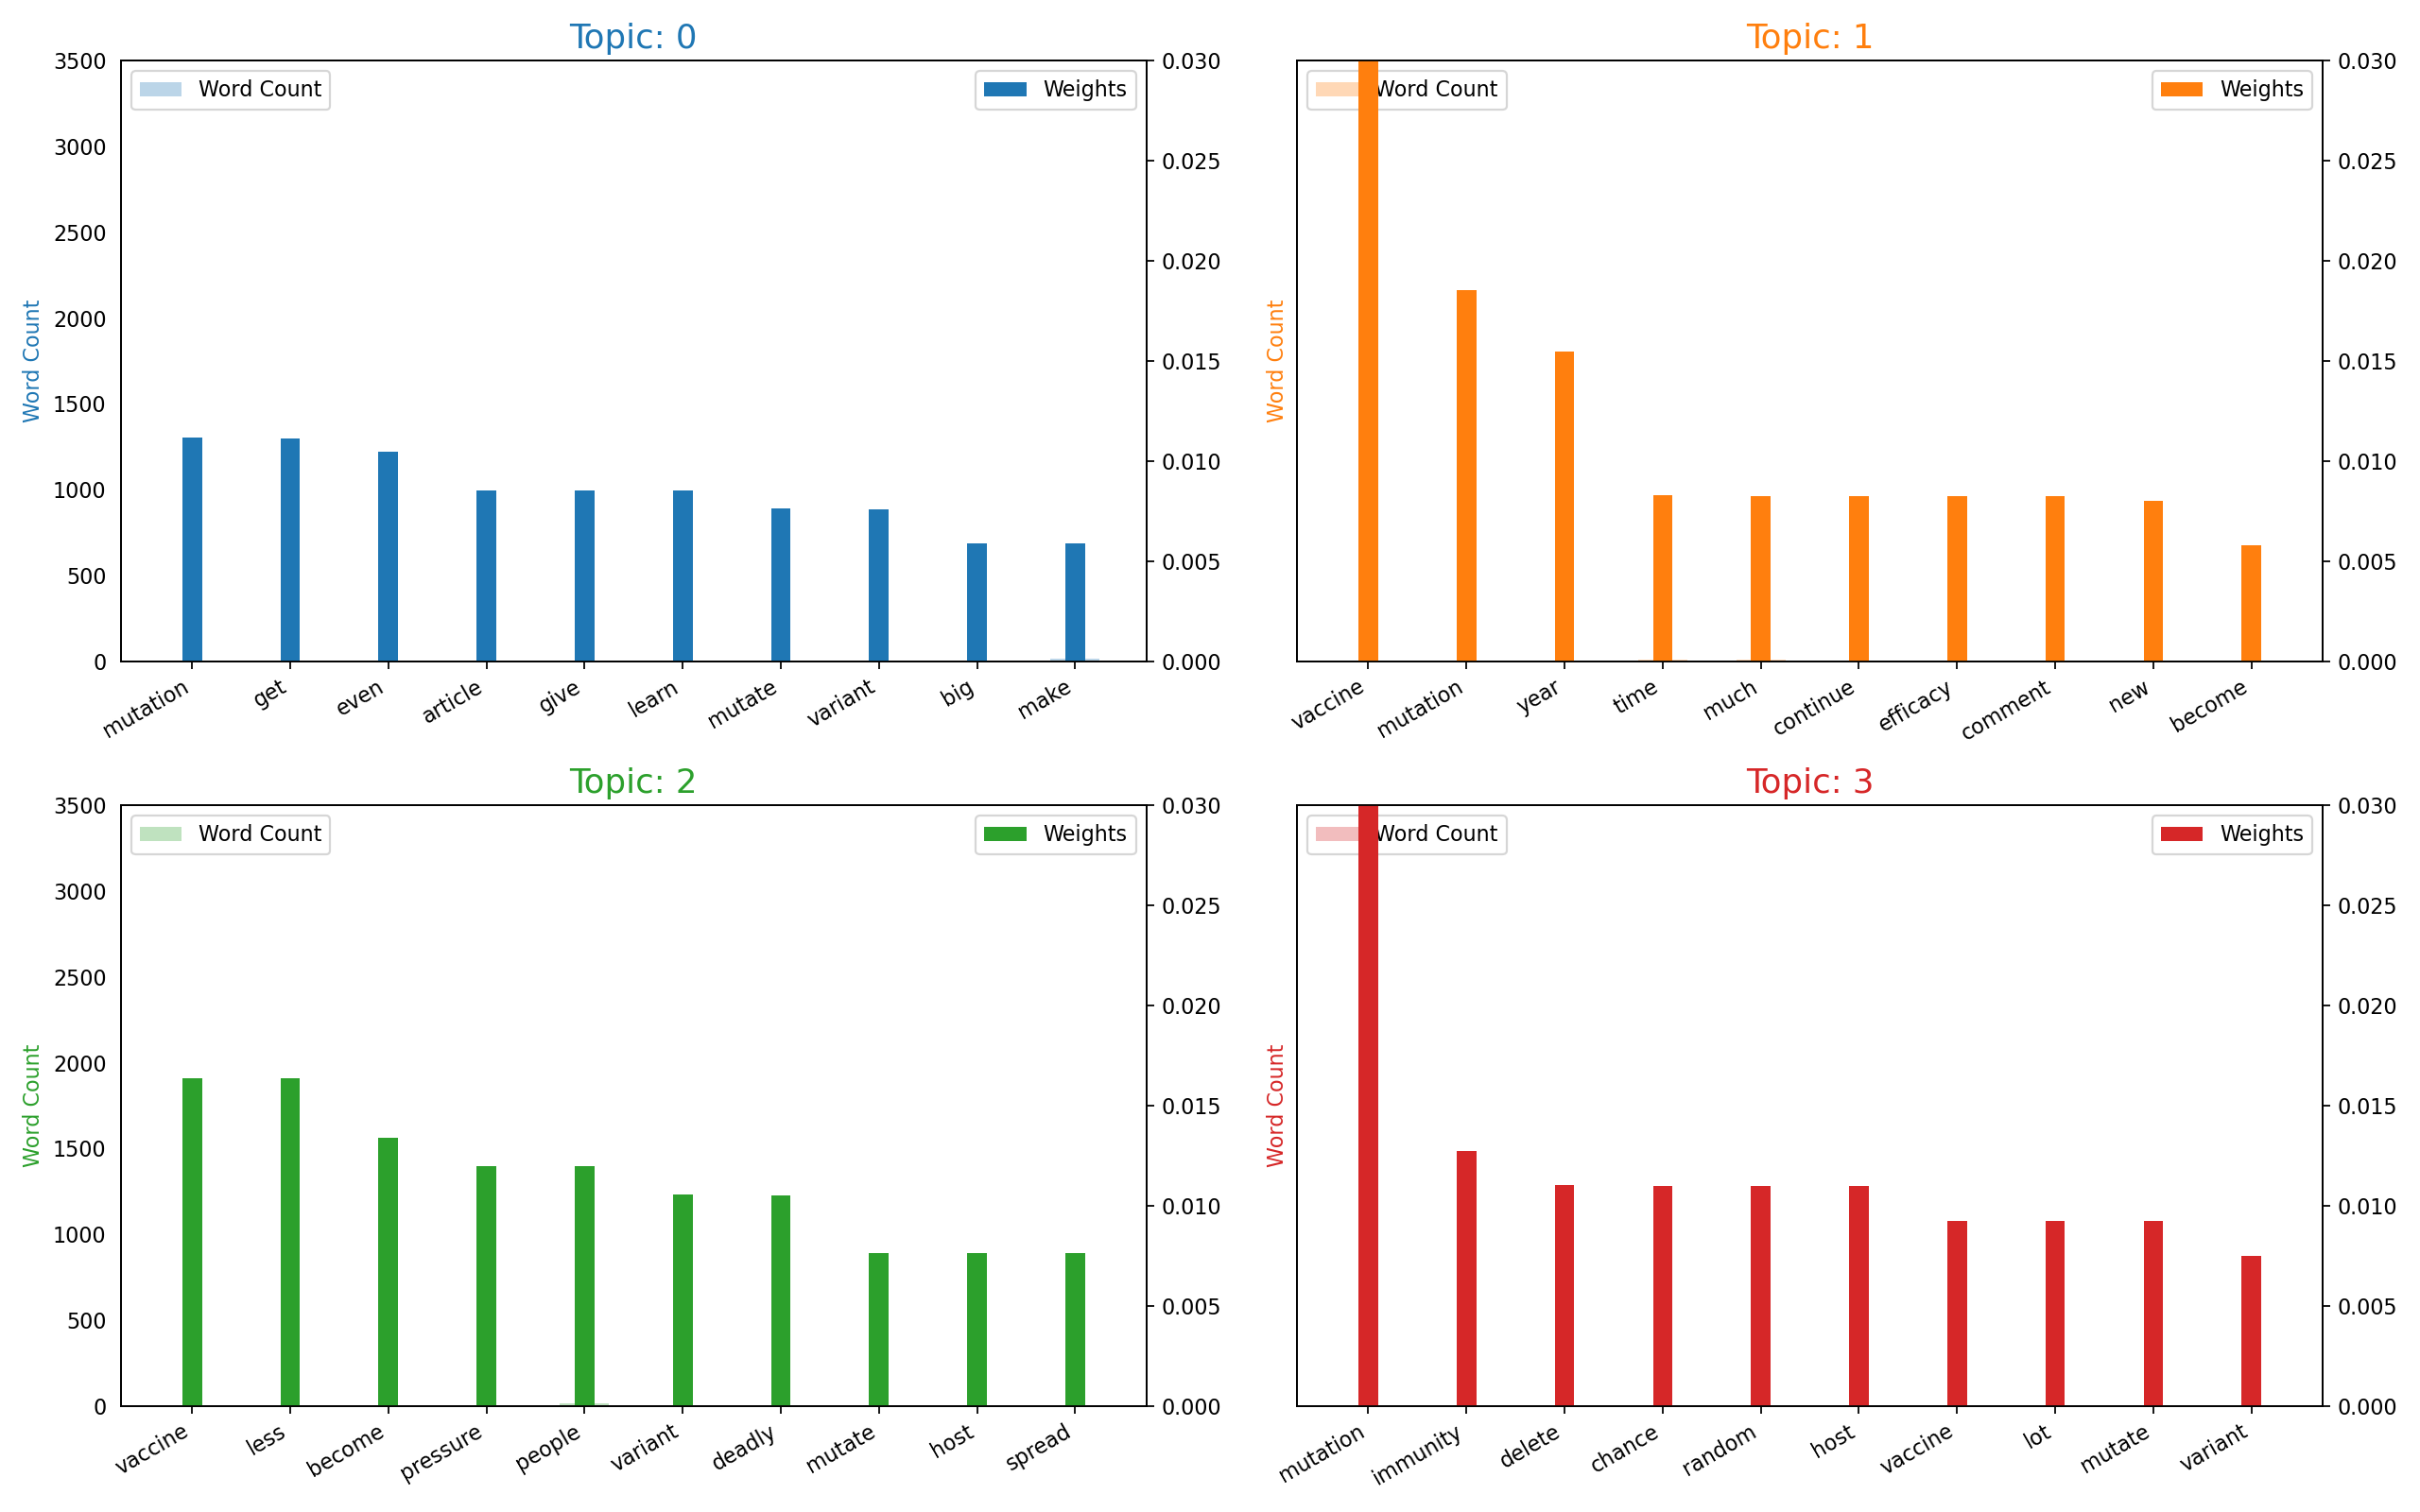 Topic: 0
3500
3000
2500
2000
1500
1000
500
0
Word Count
Word Count
Weights
0.030
0.025
0.020
0.015
0.010
0.005
0.000
mutation
get
even
article
give
learn
mutate
variant
big
make
Topic: 1
Word Count
Word Count
Weights
0.030
0.025
0.020
0.015
0.010
0.005
0.000
vaccine
mutation
year
time
much
continue
efficacy
comment
new
become
Topic: 2
3500
3000
2500
2000
1500
1000
500
0
Word Count
Word Count
Weights
0.030
0.025
0.020
0.015
0.010
0.005
0.000
vaccine
less
become
pressure
people
variant
deadly
mutate
host
spread
Topic: 3
Word Count
Word Count
Weights
0.030
0.025
0.020
0.015
0.010
0.005
0.000
mutation
immunity
delete
chance
random
host
vaccine
lot
mutate
variant